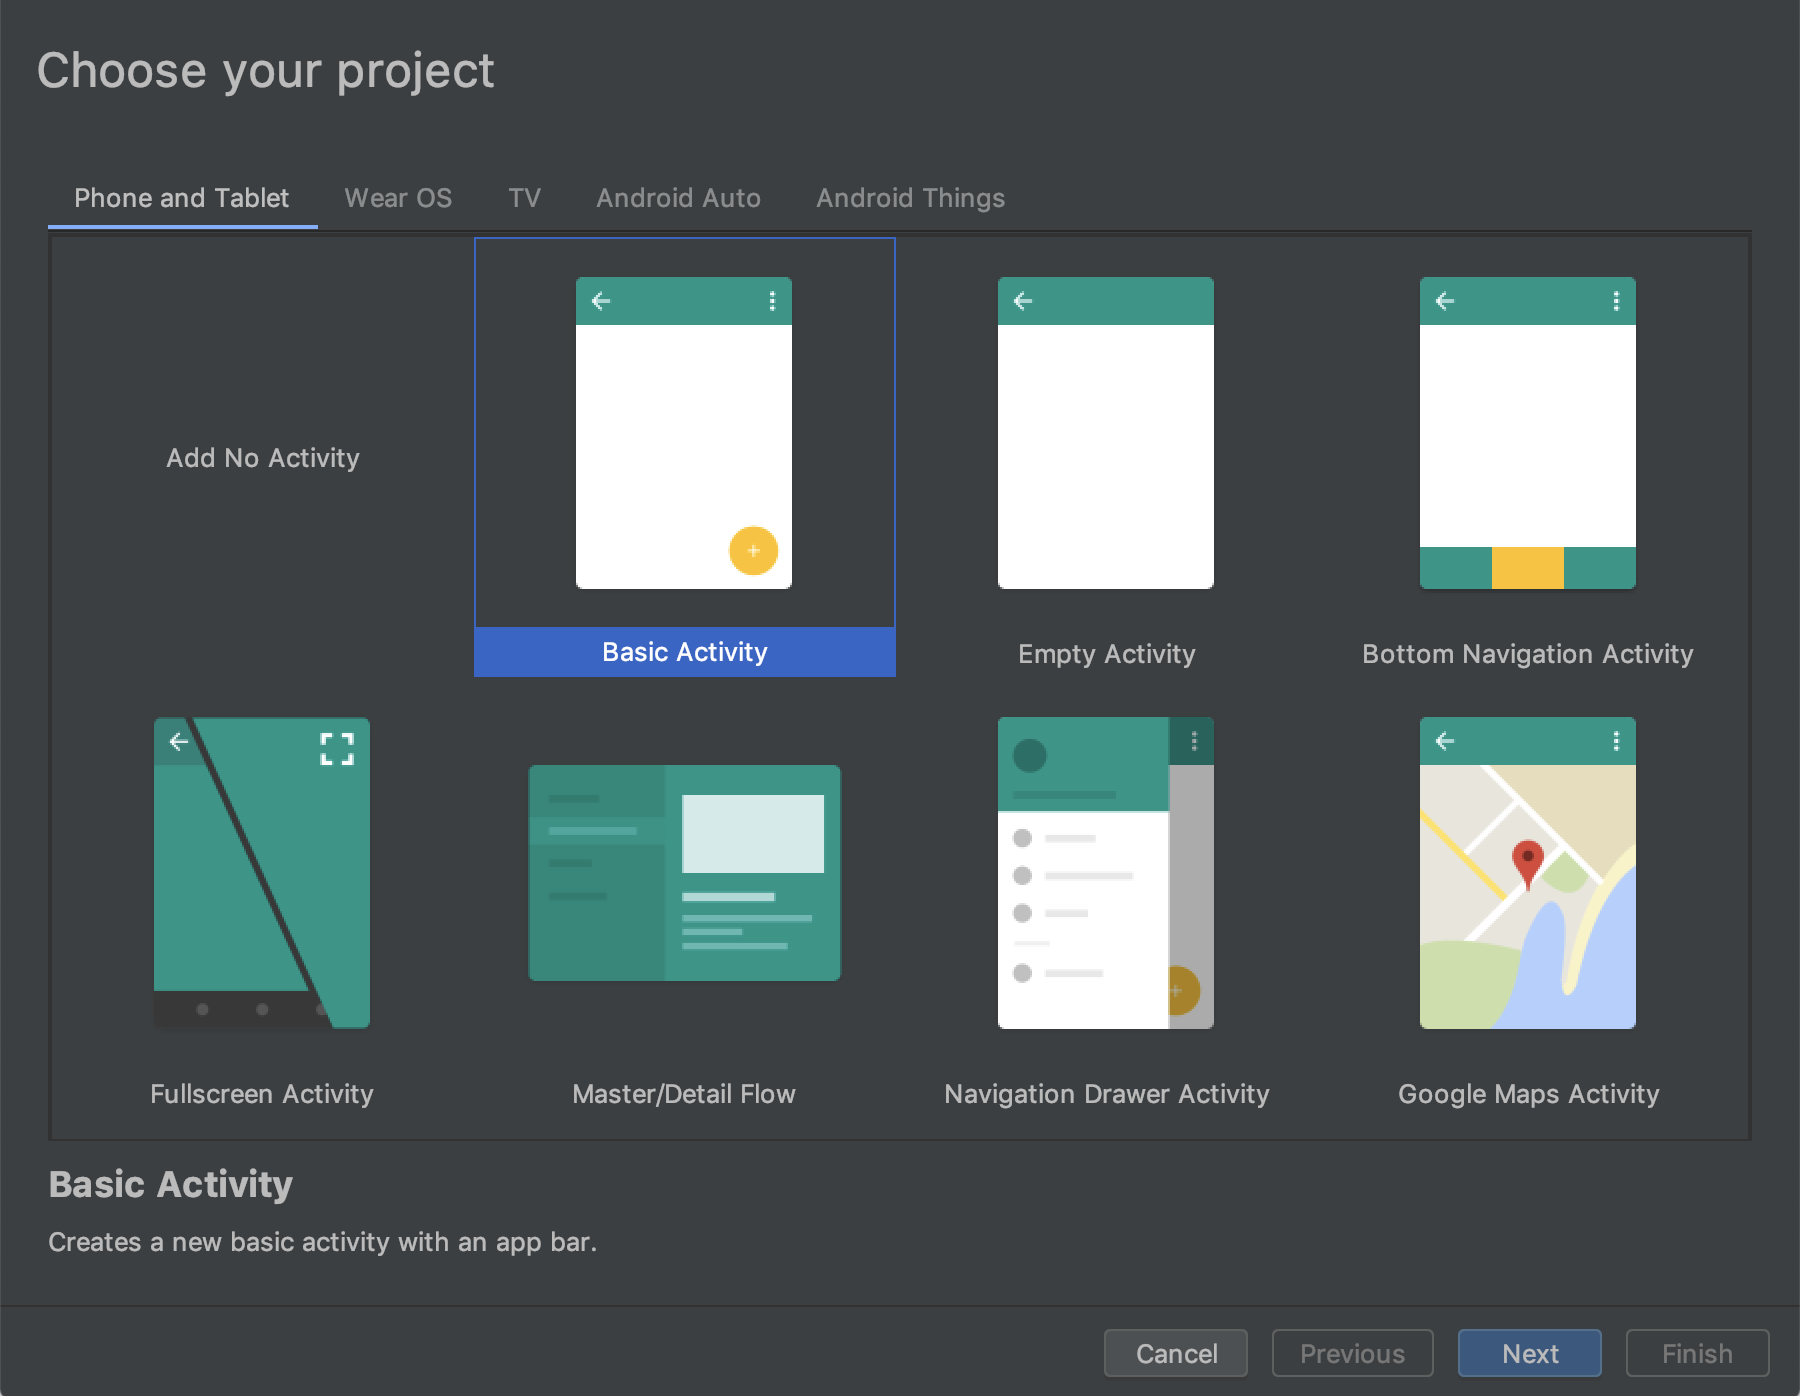 Choose your project
Phone and Tablet Wear OS TV Android Auto Android Things
Add No Activity
Basic Activity Empty Activity Bottom Navigation Activity
Fullscreen Activity Master/Detail Flow Navigation Drawer Activity Google Maps Activity
Basic Activity
Creates a new basic activity with an app bar.
Cancel Previous Next Finish